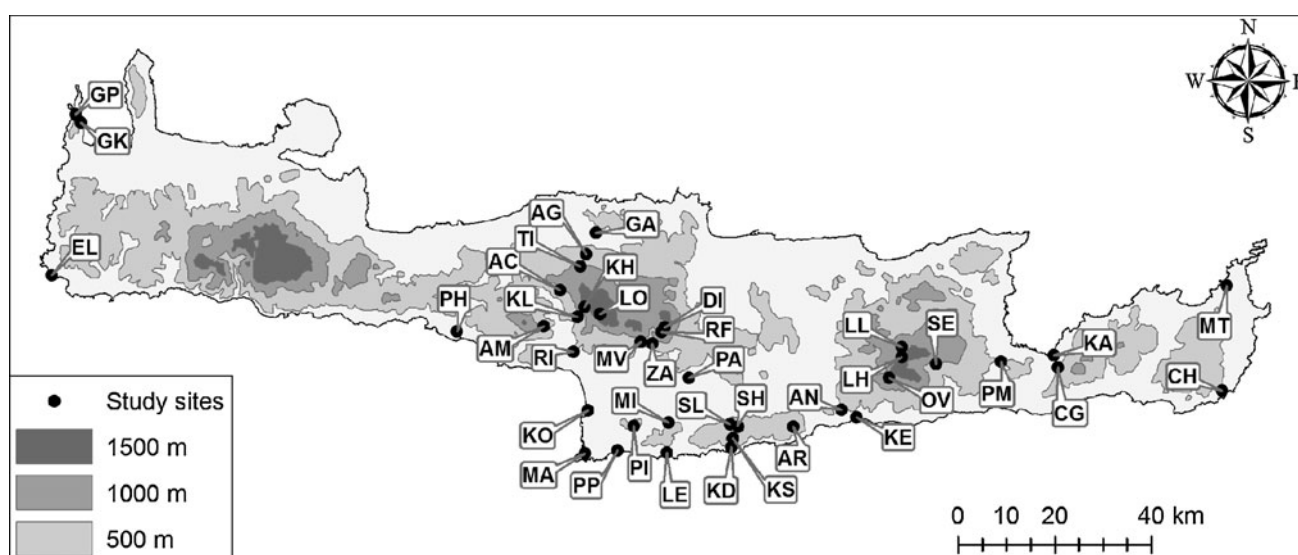 N
W E
S
GP
GK
EL
AG
GA
TI
KH
AC
LO
KL
DI
PH
RF
AM
RI
MV
ZA
PA
LL
SE
LH
OV
PM
KA
MT
CH
CG
MI
SL
SH
AN
KE
KO
MA
PP
PI
LE
KD
KS
AR
Study sites
1500 m
1000 m
500 m
0 10 20 40 km